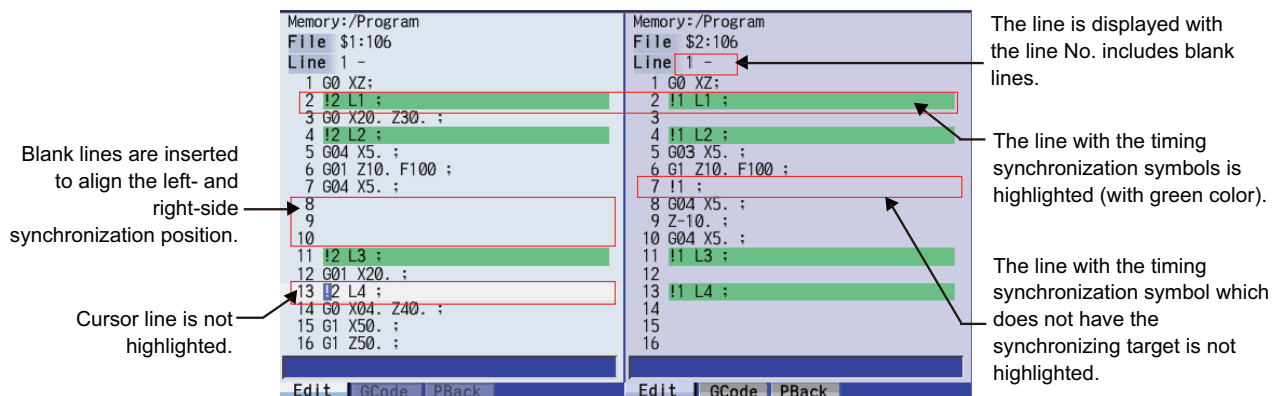 Memory:/Program
File $1:106
Line 1 -
1 G0 XZ;
2 !2 L1 ;
3 G0 X20. Z30. ;
4 !2 L2 ;
5 G04 X5. ;
6 G01 Z10. F100 ;
7 G04 X5. ;
8
9
10
11 !2 L3 ;
12 G01 X20. ;
13 !2 L4 ;
14 G0 X04. Z40. ;
15 G1 X50. ;
16 G1 Z50. ;
Edit GCode PBack
Memory:/Program
File $2:106
Line 1 -
1 G0 XZ;
2 !1 L1 ;
3
4 !1 L2 ;
5 G03 X5. ;
6 G1 Z10. F100 ;
7 !1 ;
8 G04 X5. ;
9 Z-10. ;
10 G04 X5. ;
11 !1 L3 ;
12
13 !1 L4 ;
14
15
16
Edit GCode PBack
Blank lines are inserted
to align the left- and
right-side
synchronization position.
Cursor line is not
highlighted.
The line is displayed with
the line No. includes blank
lines.
The line with the timing
synchronization symbols is
highlighted (with green color).
The line with the timing
synchronization symbol which
does not have the
synchronizing target is not
highlighted.